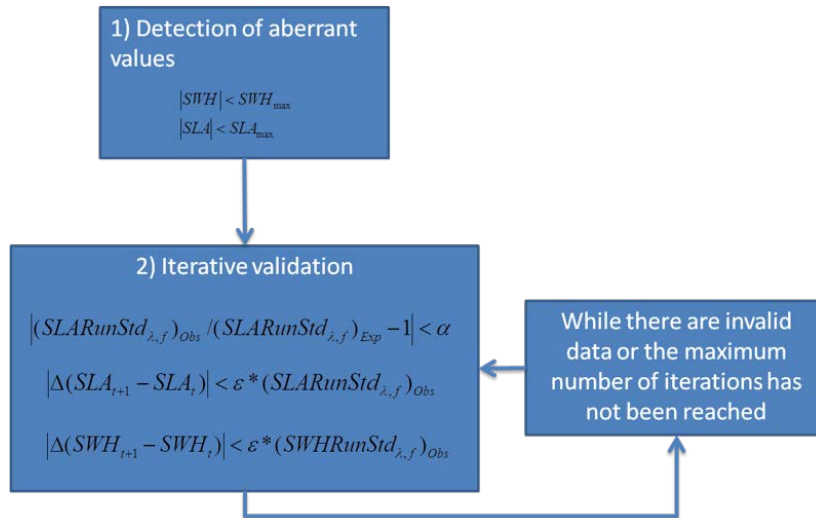 1) Detection of aberrant
values
|SWH| < SWH_max
|SLA| < SLA_max
2) Iterative validation
|(SLARunStd_λ,f)_Obs /(SLARunStd_λ,f)_Exp −1| < α
|Δ(SLA_t+1 − SLA_t)| < ε * (SLARunStd_λ,f)_Obs
|Δ(SWH_t+1 − SWH_t)| < ε * (SWHRunStd_λ,f)_Obs
While there are invalid
data or the maximum
number of iterations has
not been reached